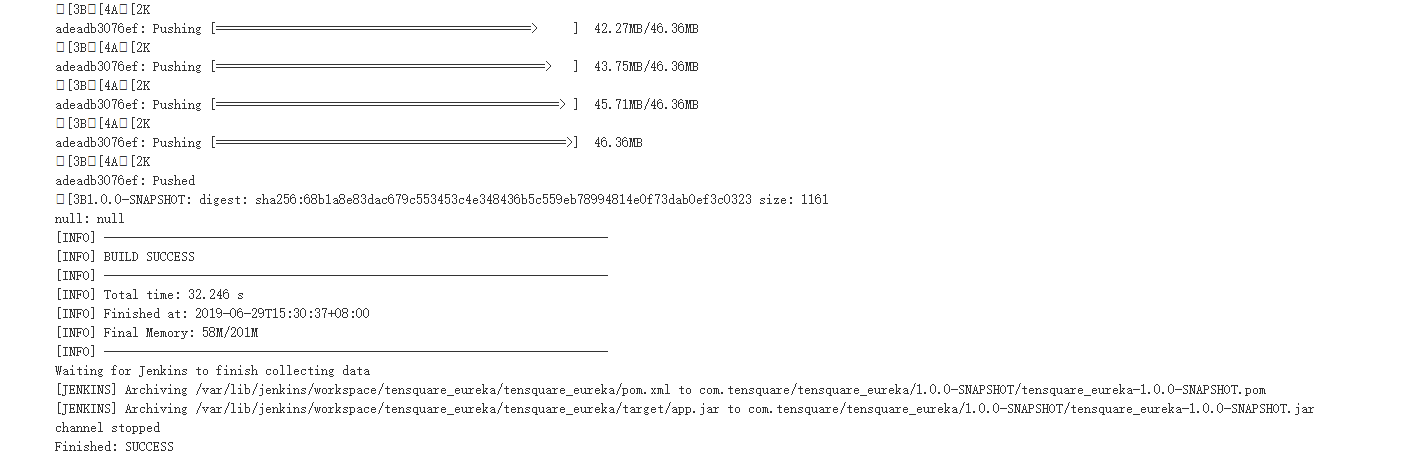 □[3B□[4A□[2K
adeadb3076ef: Pushing [=================================================>     ]  42.27MB/46.36MB
□[3B□[4A□[2K
adeadb3076ef: Pushing [===================================================>   ]  43.75MB/46.36MB
□[3B□[4A□[2K
adeadb3076ef: Pushing [=====================================================> ]  45.71MB/46.36MB
□[3B□[4A□[2K
adeadb3076ef: Pushing [======================================================>]  46.36MB
□[3B□[4A□[2K
adeadb3076ef: Pushed
□[3B1.0.0-SNAPSHOT: digest: sha256:68b1a8e83dac679c553453c4e348436b5c559eb78994814e0f73dab0ef3c0323 size: 1161
null: null
[INFO] ------------------------------------------------------------------------
[INFO] BUILD SUCCESS
[INFO] ------------------------------------------------------------------------
[INFO] Total time: 32.246 s
[INFO] Finished at: 2019-06-29T15:30:37+08:00
[INFO] Final Memory: 58M/201M
[INFO] ------------------------------------------------------------------------
Waiting for Jenkins to finish collecting data
[JENKINS] Archiving /var/lib/jenkins/workspace/tensquare_eureka/tensquare_eureka/pom.xml to com.tensquare/tensquare_eureka/1.0.0-SNAPSHOT/tensquare_eureka-1.0.0-SNAPSHOT.pom
[JENKINS] Archiving /var/lib/jenkins/workspace/tensquare_eureka/tensquare_eureka/target/app.jar to com.tensquare/tensquare_eureka/1.0.0-SNAPSHOT/tensquare_eureka-1.0.0-SNAPSHOT.jar
channel stopped
Finished: SUCCESS